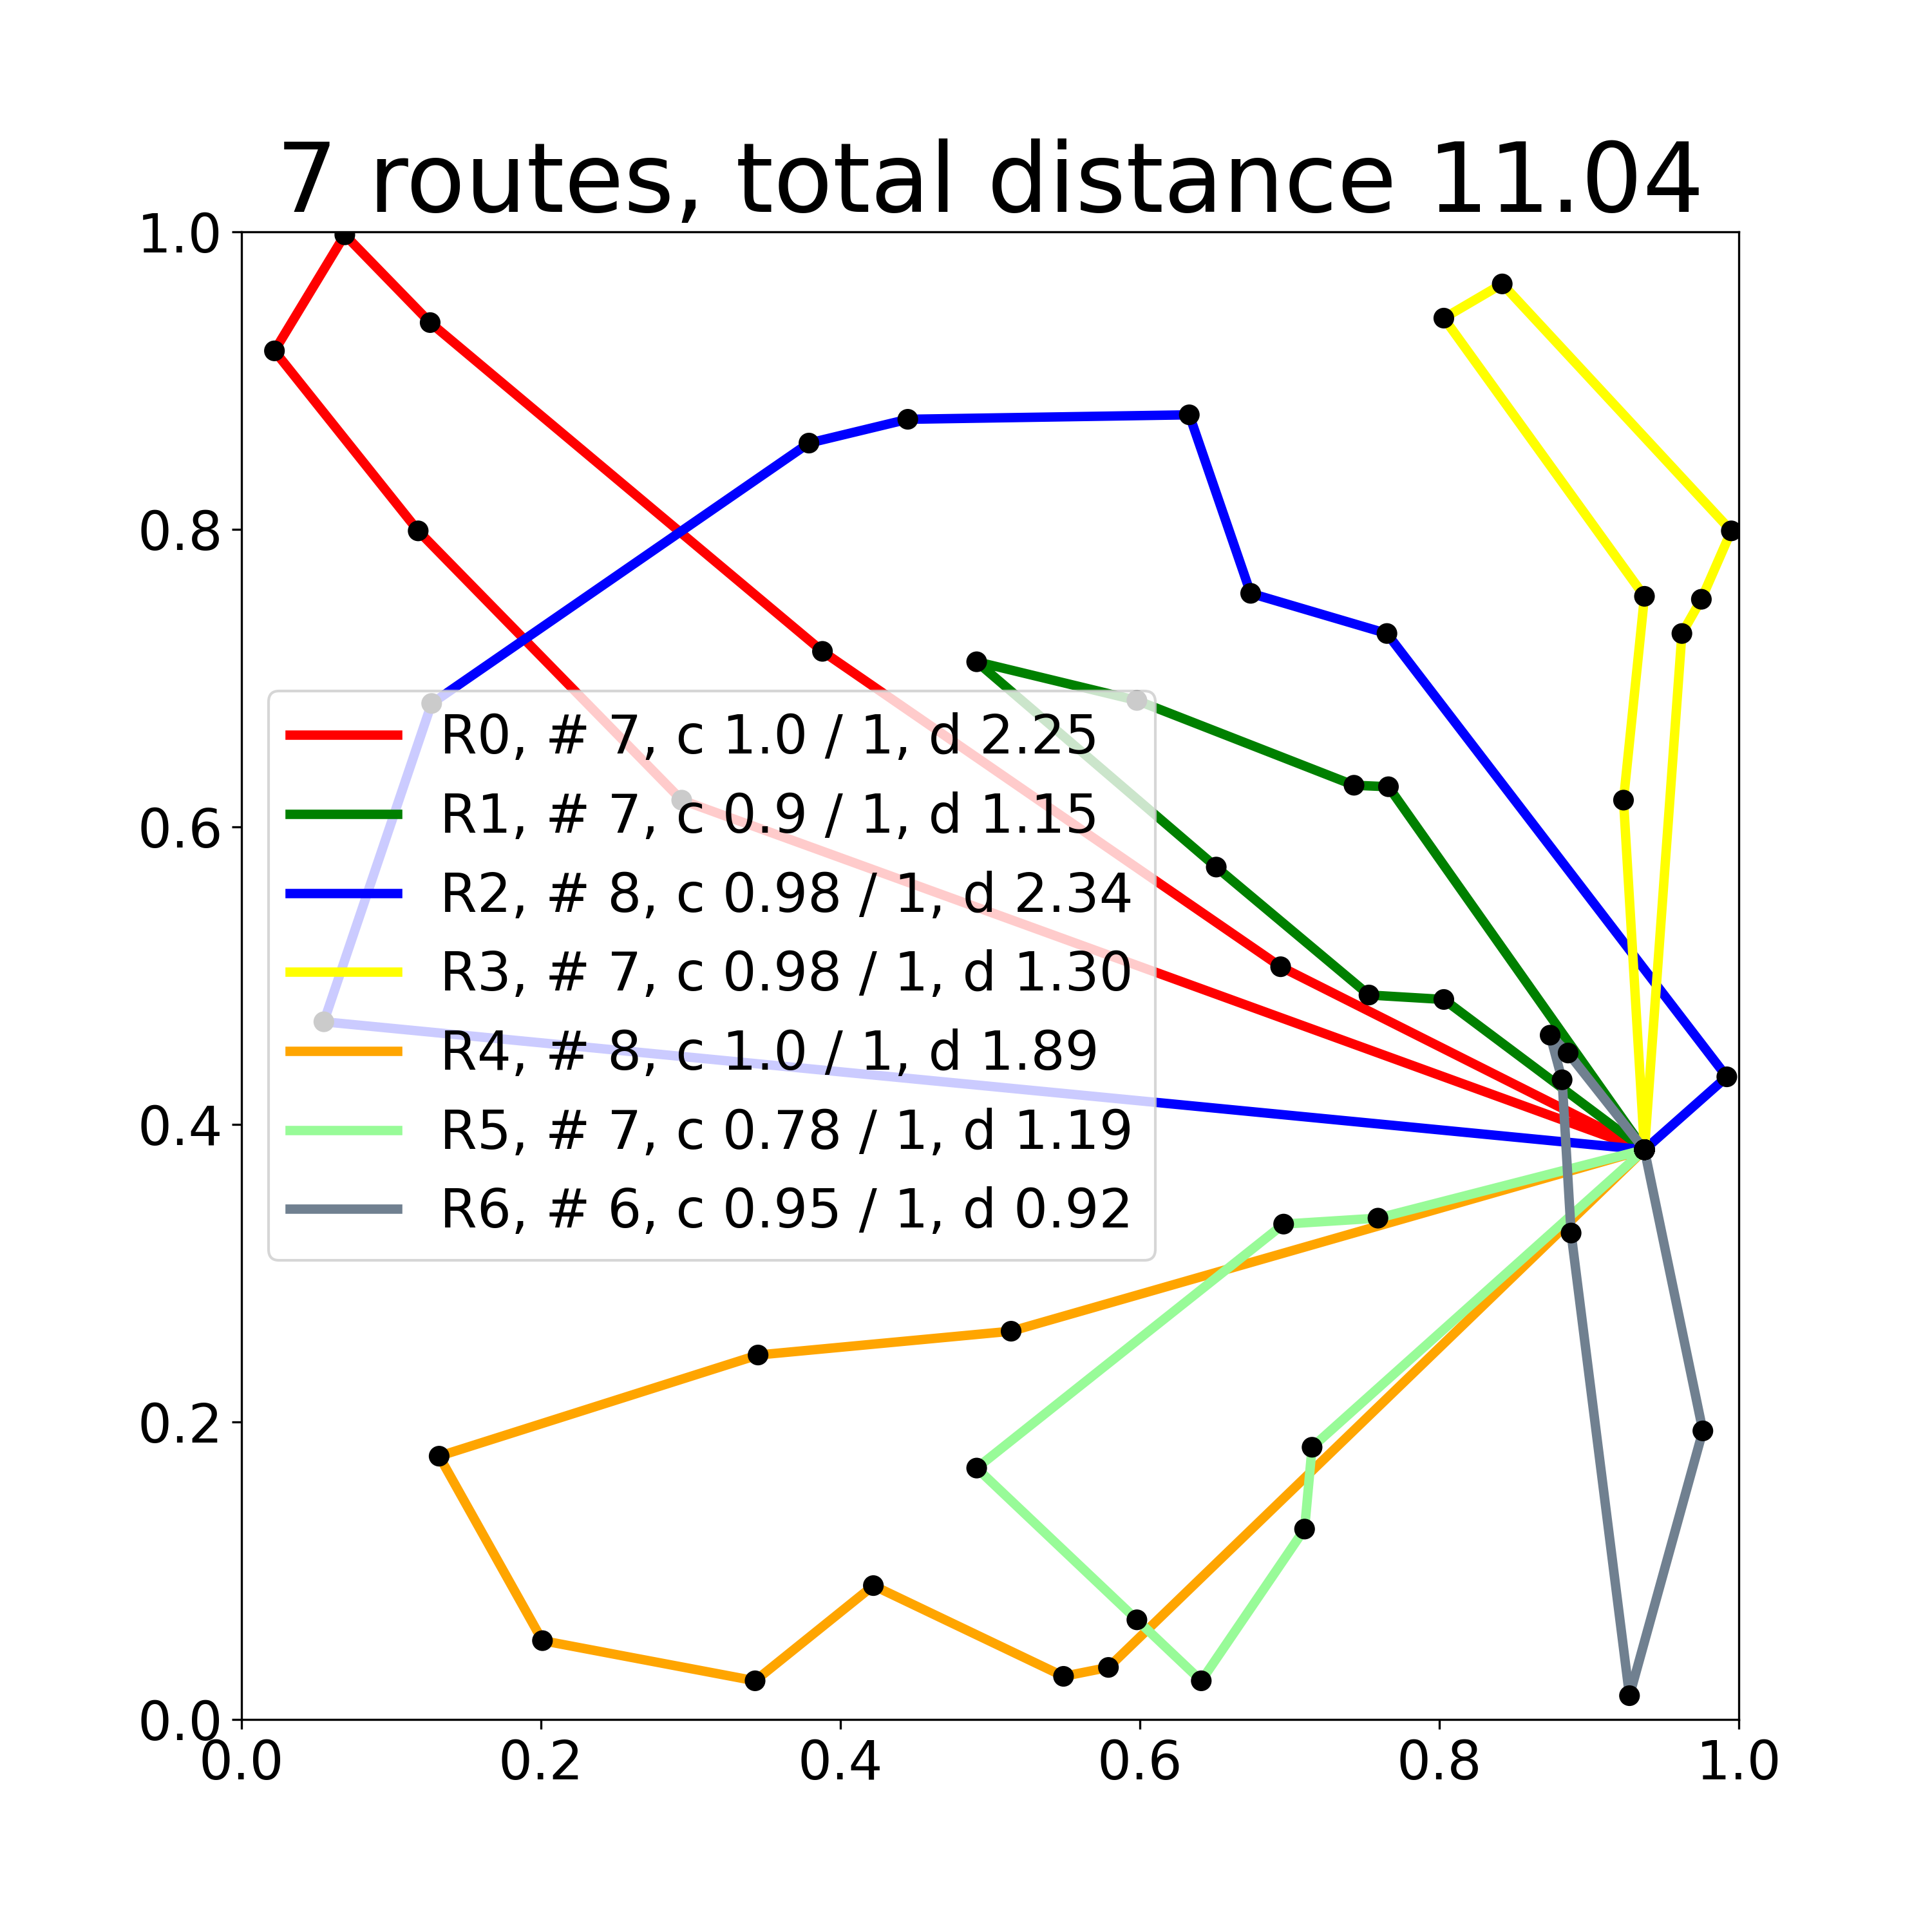 7 routes, total distance 11.04
1.0
0.8
0.6
0.4
0.2
0.0
R0, # 7, c 1.0 / 1, d 2.25
R1, # 7, c 0.9 / 1, d 1.15
R2, # 8, c 0.98 / 1, d 2.34
R3, # 7, c 0.98 / 1, d 1.30
R4, # 8, c 1.0 / 1, d 1.89
R5, # 7, c 0.78 / 1, d 1.19
R6, # 6, c 0.95 / 1, d 0.92
0.0 0.2 0.4 0.6 0.8 1.0